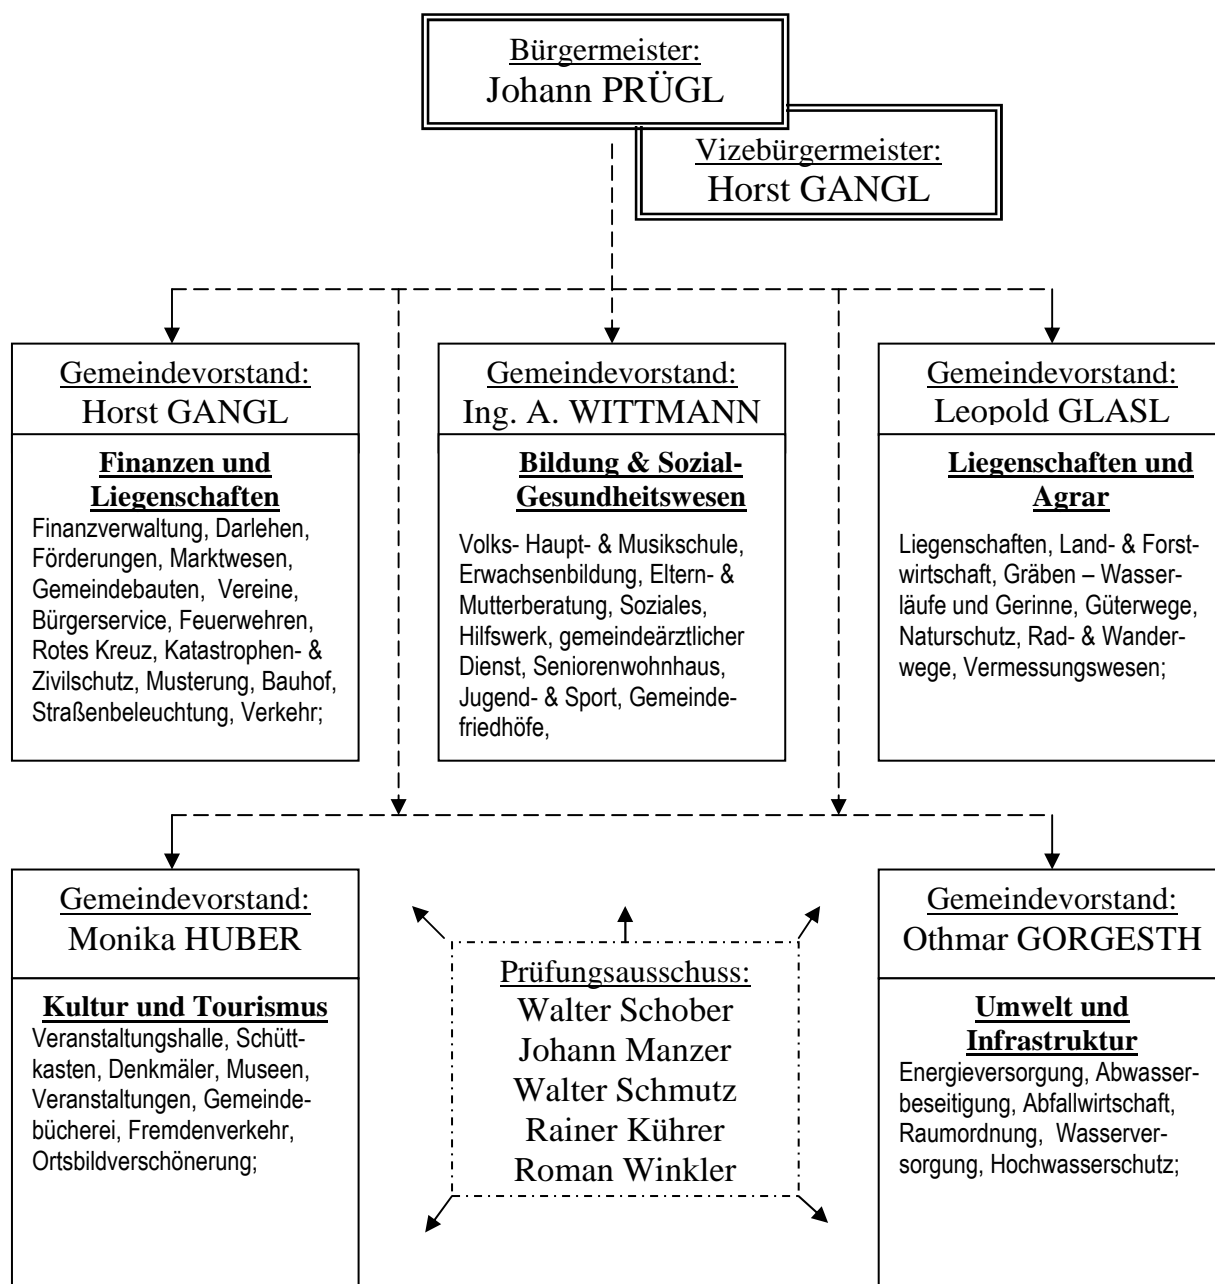 Bürgermeister:
Johann PRÜGL
Vizebürgermeister:
Horst GANGL
Gemeindevorstand:
Horst GANGL
Finanzen und
Liegenschaften
Finanzverwaltung, Darlehen,
Förderungen, Marktwesen,
Gemeindebauten, Vereine,
Bürgerservice, Feuerwehren,
Rotes Kreuz, Katastrophen- &
Zivilschutz, Musterung, Bauhof,
Straßenbeleuchtung, Verkehr;
Gemeindevorstand:
Ing. A. WITTMANN
Bildung & Sozial-
Gesundheitswesen
Volks- Haupt- & Musikschule,
Erwachsenbildung, Eltern- &
Mutterberatung, Soziales,
Hilfswerk, gemeindeärztlicher
Dienst, Seniorenwohnhaus,
Jugend- & Sport, Gemeinde-
friedhöfe,
Gemeindevorstand:
Leopold GLASL
Liegenschaften und
Agrar
Liegenschaften, Land- & Forst-
wirtschaft, Gräben – Wasser-
läufe und Gerinne, Güterwege,
Naturschutz, Rad- & Wander-
wege, Vermessungswesen;
Gemeindevorstand:
Monika HUBER
Kultur und Tourismus
Veranstaltungshalle, Schütt-
kasten, Denkmäler, Museen,
Veranstaltungen, Gemeinde-
bücherei, Fremdenverkehr,
Ortsbildverschönerung;
Prüfungsausschuss:
Walter Schober
Johann Manzer
Walter Schmutz
Rainer Kührer
Roman Winkler
Gemeindevorstand:
Othmar GORGESTH
Umwelt und
Infrastruktur
Energieversorgung, Abwasser-
beseitigung, Abfallwirtschaft,
Raumordnung, Wasserver-
sorgung, Hochwasserschutz;